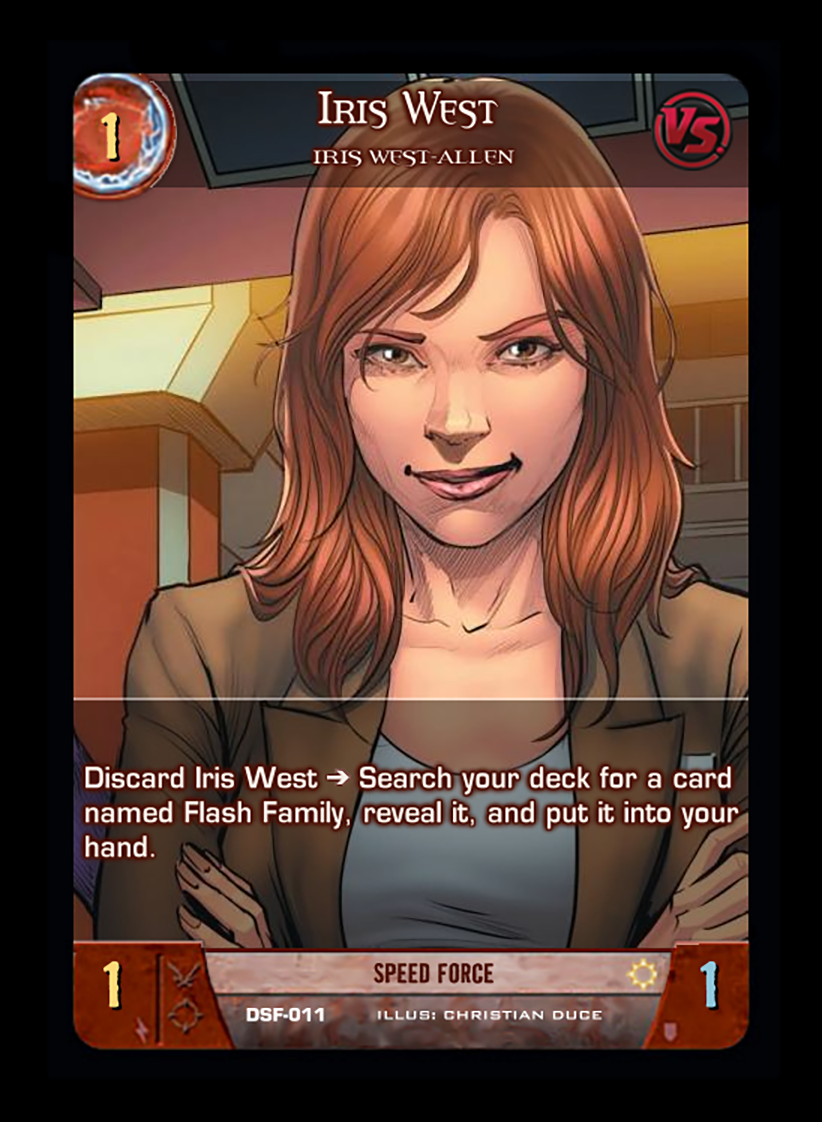 1
Iris West
Iris West-Allen
VS.
Discard Iris West ➔ Search your deck for a card
named Flash Family, reveal it, and put it into your
hand.
1
SPEED FORCE
1
DSF-011 ILLUS: CHRISTIAN DUCE